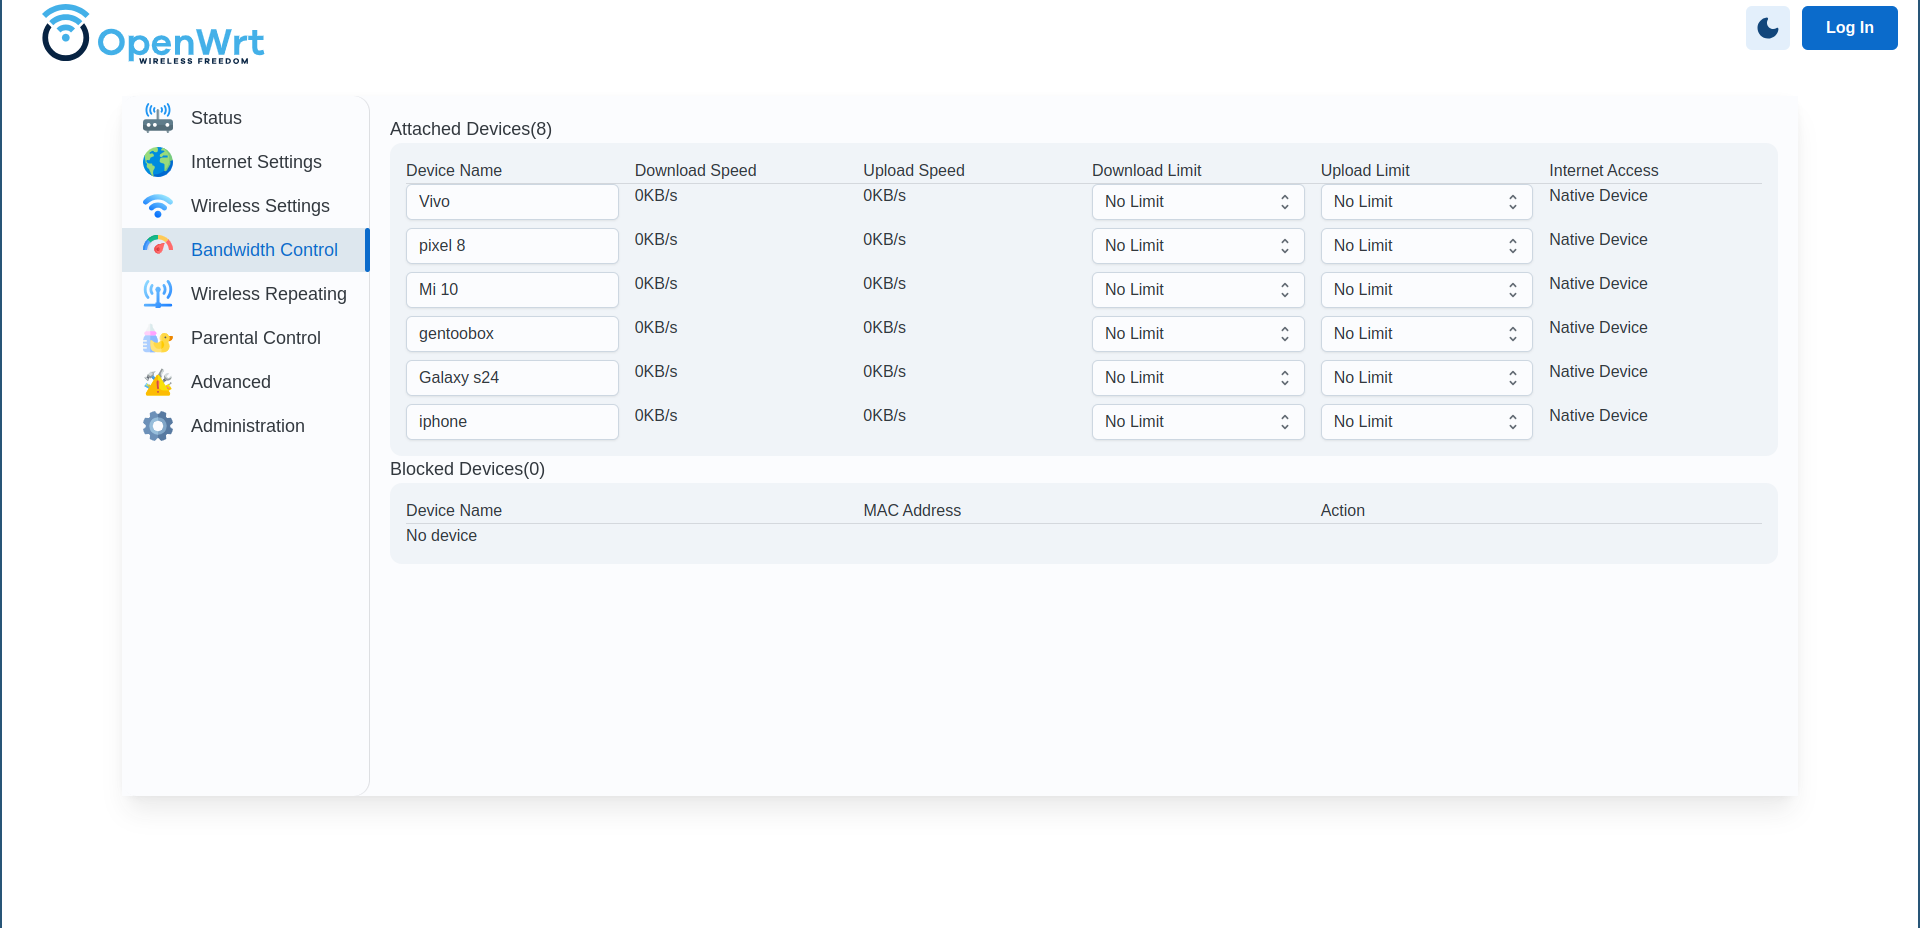 OpenWrt
WIRELESS FREEDOM
Log In
Status
Internet Settings
Wireless Settings
Bandwidth Control
Wireless Repeating
Parental Control
Advanced
Administration
Attached Devices(8)
Device Name Download Speed Upload Speed Download Limit Upload Limit Internet Access
Vivo 0KB/s 0KB/s No Limit No Limit Native Device
pixel 8 0KB/s 0KB/s No Limit No Limit Native Device
Mi 10 0KB/s 0KB/s No Limit No Limit Native Device
gentoobox 0KB/s 0KB/s No Limit No Limit Native Device
Galaxy s24 0KB/s 0KB/s No Limit No Limit Native Device
iphone 0KB/s 0KB/s No Limit No Limit Native Device
Blocked Devices(0)
Device Name MAC Address Action
No device